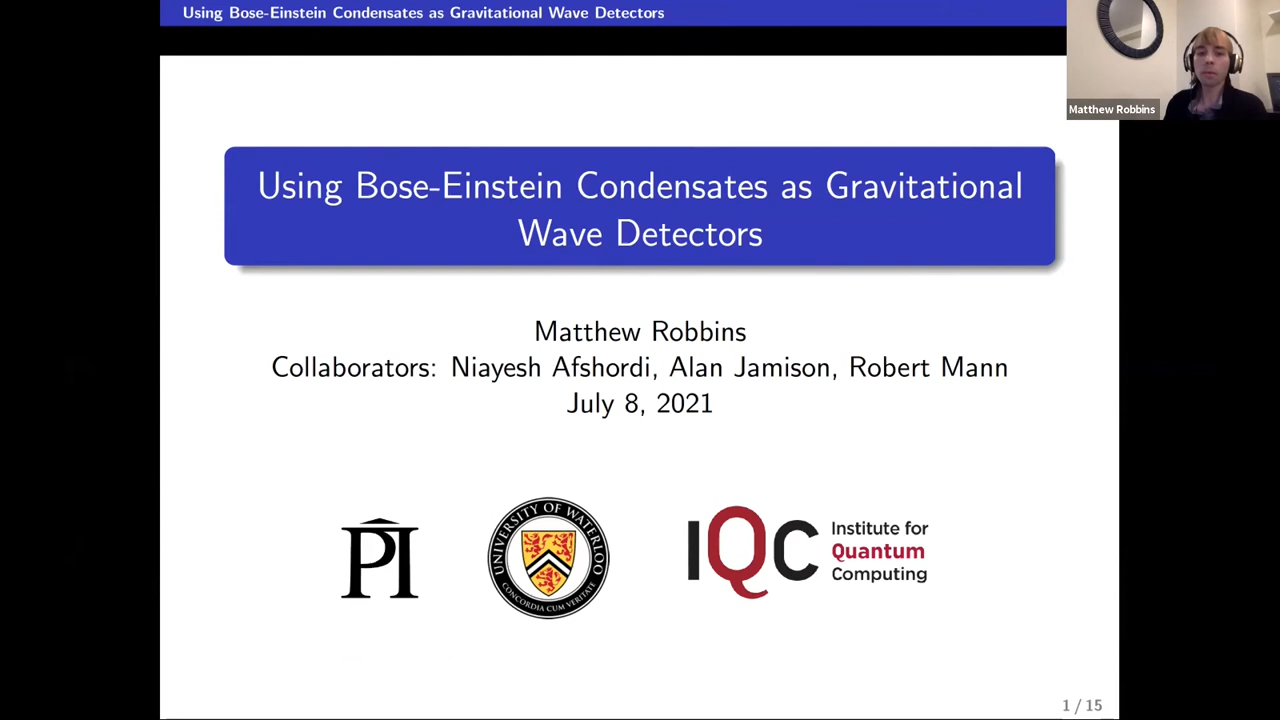 Using Bose-Einstein Condensates as Gravitational Wave Detectors
Matthew Robbins
Using Bose-Einstein Condensates as Gravitational
Wave Detectors
Matthew Robbins
Collaborators: Niayesh Afshordi, Alan Jamison, Robert Mann
July 8, 2021
PI
UNIVERSITY OF WATERLOO
CONCORDIA CUM VERITATE
IQC
Institute for
Quantum
Computing
1 / 15